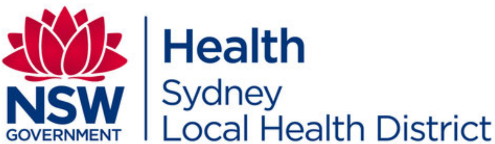 NSW
GOVERNMENT
Health
Sydney
Local Health District